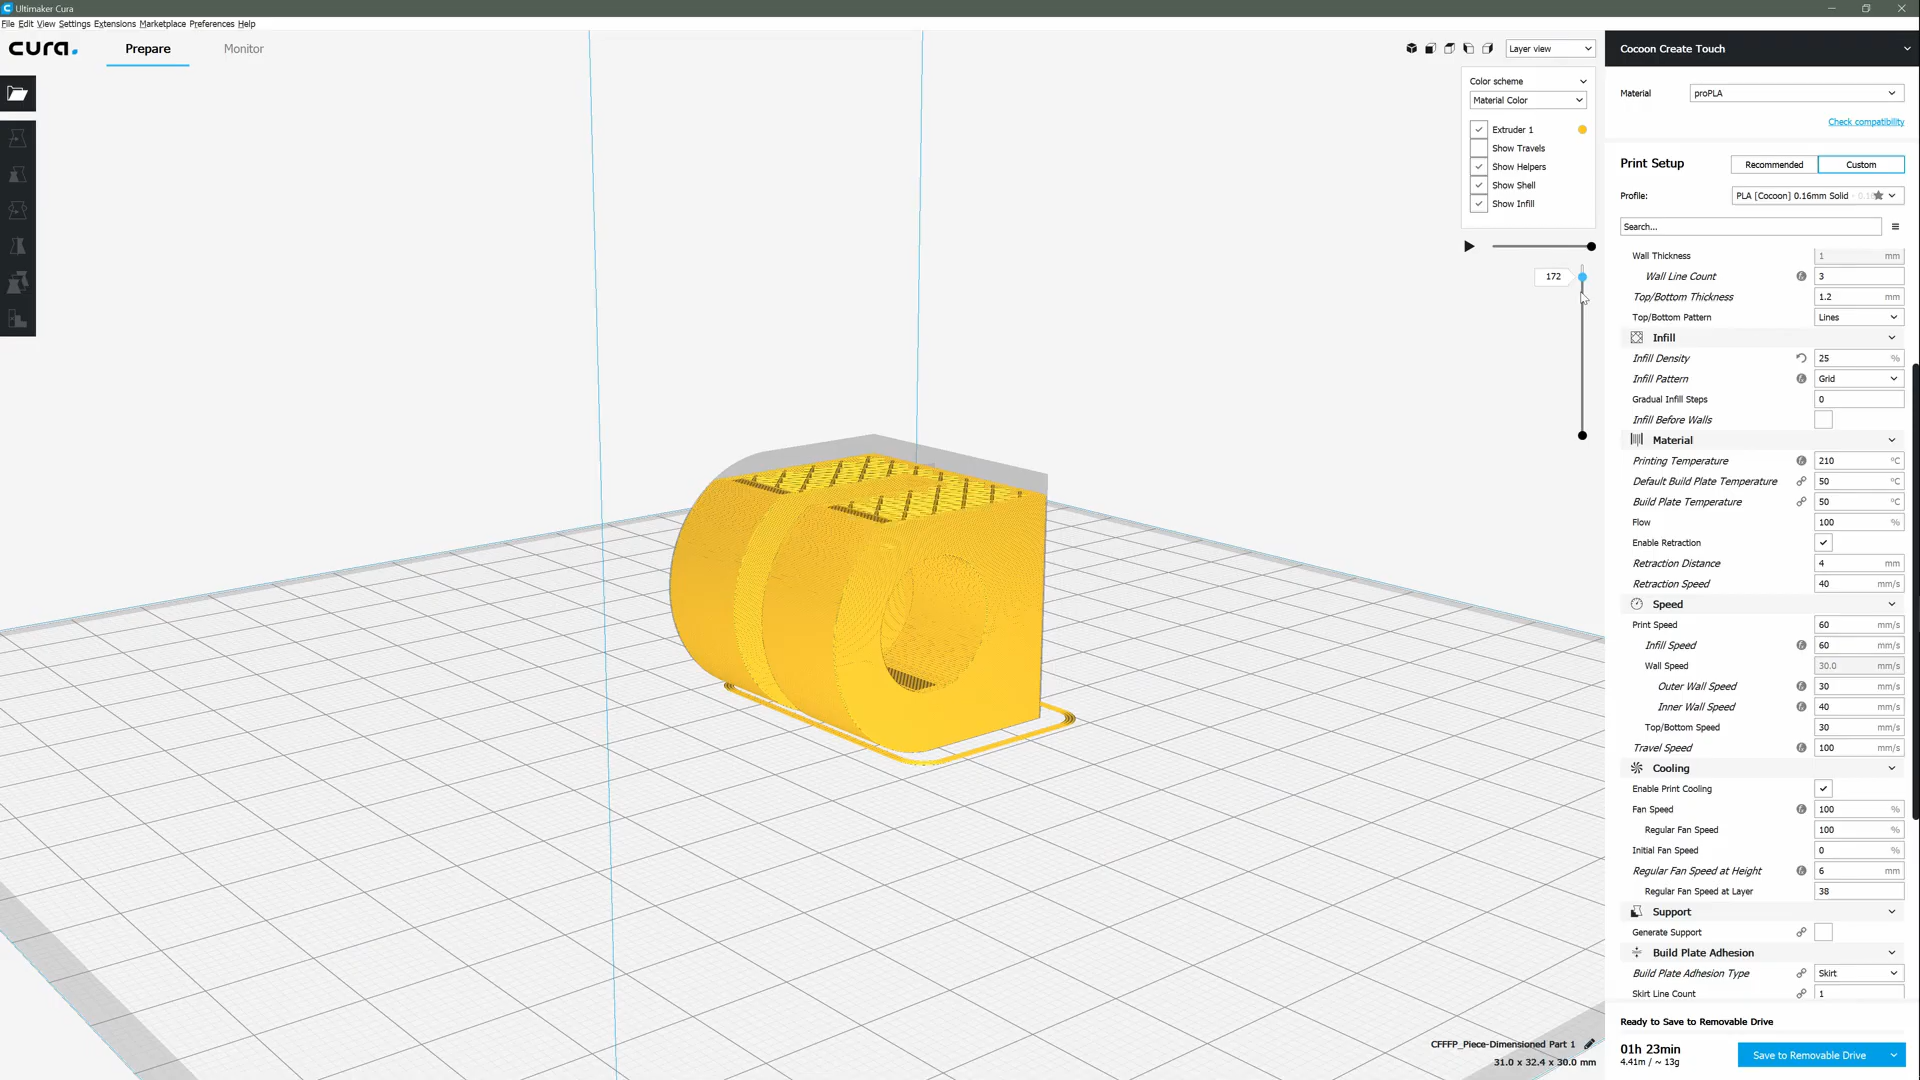 Ultimaker Cura
File Edit View Settings Extensions Marketplace Preferences Help
cura.
Prepare
Monitor
Layer view
Color scheme
Material Color
Extruder 1
Show Travels
Show Helpers
Show Shell
Show Infill
172
Cocoon Create Touch
Material proPLA
Check compatibility
Print Setup Recommended Custom
Profile: PLA [Cocoon] 0.16mm Solid
Search...
Wall Thickness 1 mm
Wall Line Count 3
Top/Bottom Thickness 1.2 mm
Top/Bottom Pattern Lines
Infill
Infill Density 25 %
Infill Pattern Grid
Gradual Infill Steps 0
Infill Before Walls
Material
Printing Temperature 210 °C
Default Build Plate Temperature 50 °C
Build Plate Temperature 50 °C
Flow 100 %
Enable Retraction
Retraction Distance 4 mm
Retraction Speed 40 mm/s
Speed
Print Speed 60 mm/s
Infill Speed 60 mm/s
Wall Speed 30.0 mm/s
Outer Wall Speed 30 mm/s
Inner Wall Speed 40 mm/s
Top/Bottom Speed 30 mm/s
Travel Speed 100 mm/s
Cooling
Enable Print Cooling
Fan Speed 100 %
Regular Fan Speed 100 %
Initial Fan Speed 0 %
Regular Fan Speed at Height 6 mm
Regular Fan Speed at Layer 38
Support
Generate Support
Build Plate Adhesion
Build Plate Adhesion Type Skirt
Skirt Line Count 1
Ready to Save to Removable Drive
01h 23min
4.41m / ~ 13g
Save to Removable Drive
CFFFP_Piece-Dimensioned Part 1
31.0 x 32.4 x 30.0 mm